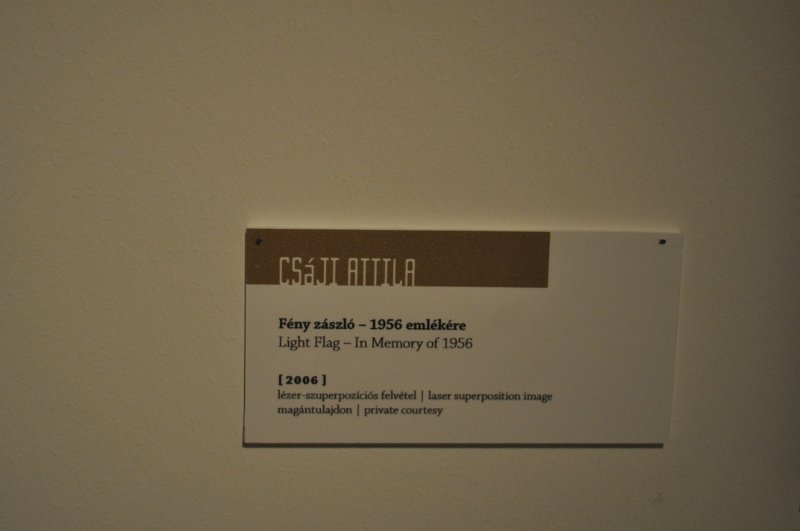 CSáJI ATTILA
Fény zászló – 1956 emlékére
Light Flag – In Memory of 1956
[ 2006 ]
lézer-szuperpozíciós felvétel | laser superposition image
magántulajdon | private courtesy